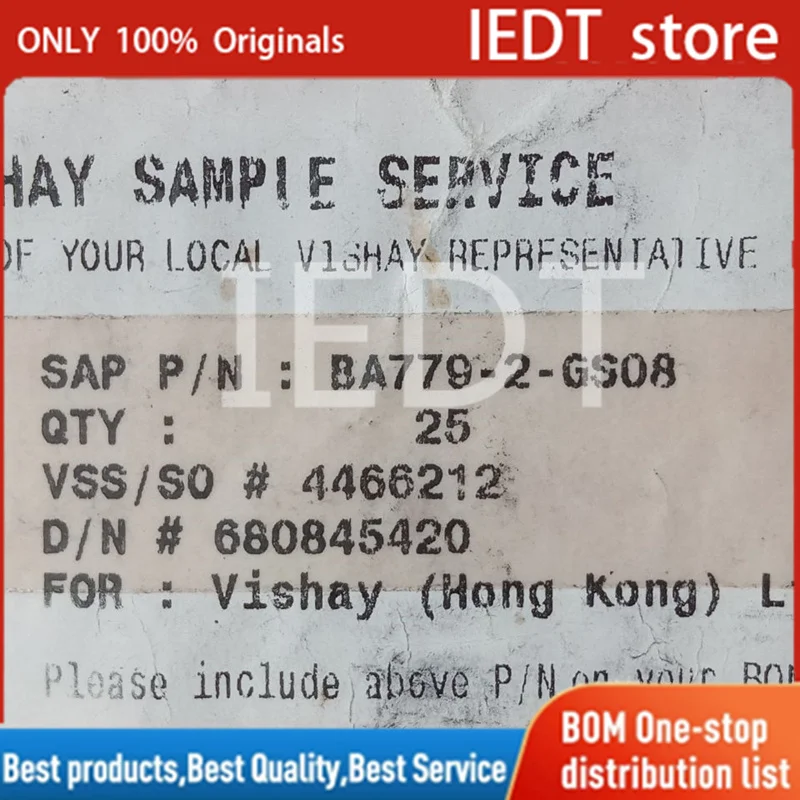 ONLY 100% Originals
IEDT store
HAY SAMPLE SERVICE
OF YOUR LOCAL VISHAY REPRESENTATIVE
IEDT
SAP P/N : BA779-2-GS08
QTY : 25
VSS/SO # 4466212
D/N # 680845420
FOR : Vishay (Hong Kong) L
Please include above P/N on your BOM
BOM One-stop
distribution list
Best products,Best Quality,Best Service